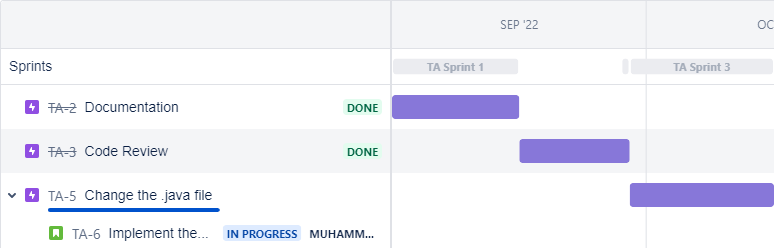 SEP '22
OC
Sprints
TA Sprint 1
TA Sprint 3
TA-2 Documentation DONE
TA-3 Code Review DONE
TA-5 Change the .java file
TA-6 Implement the... IN PROGRESS MUHAMM...